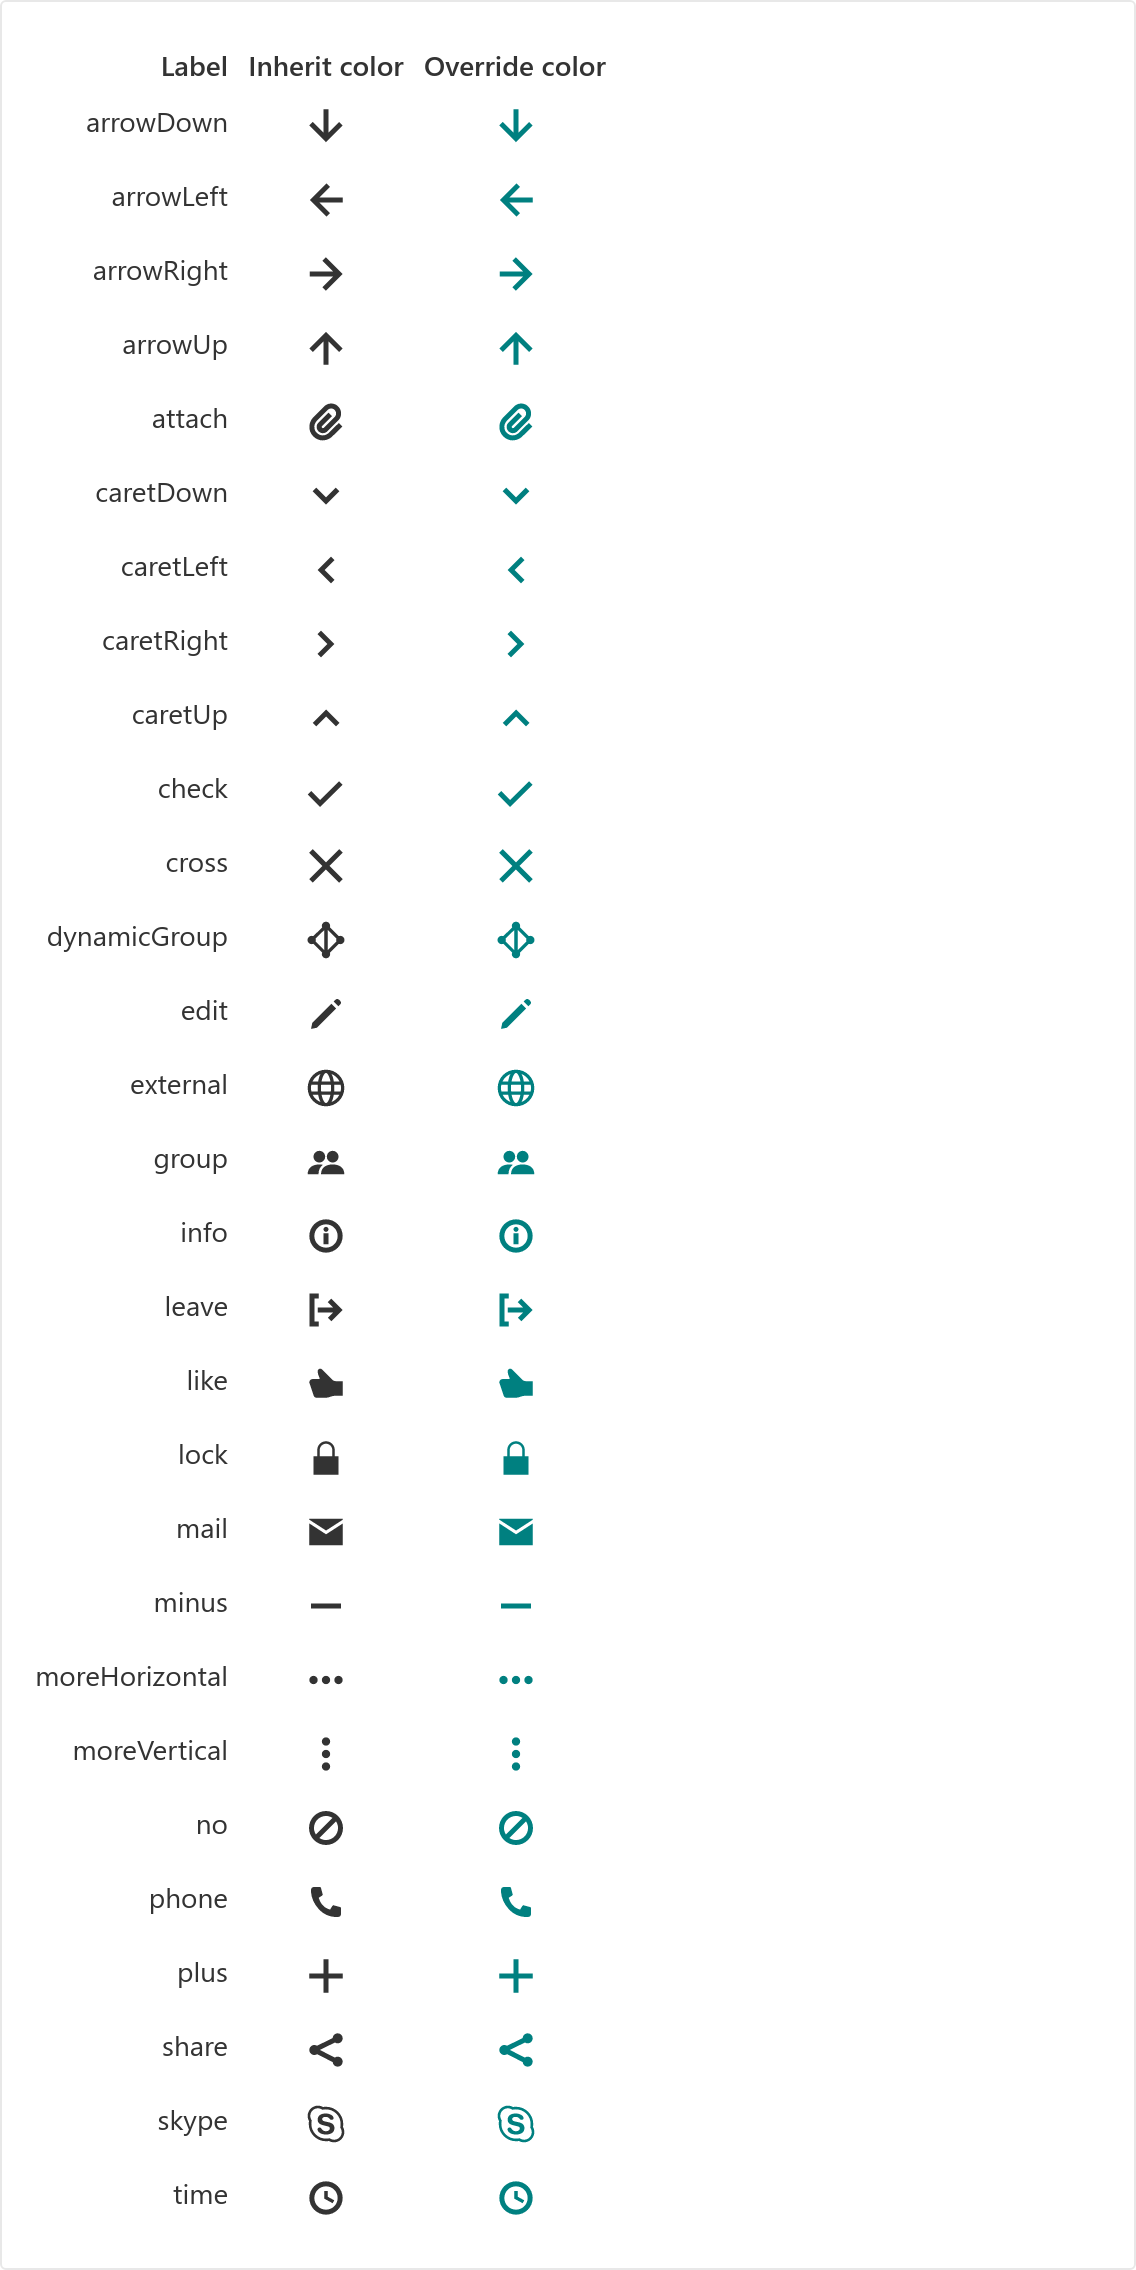 Label Inherit color Override color
arrowDown
arrowLeft
arrowRight
arrowUp
attach
caretDown
caretLeft
caretRight
caretUp
check
cross
dynamicGroup
edit
external
group
info
leave
like
lock
mail
minus
moreHorizontal
moreVertical
no
phone
plus
share
skype
time